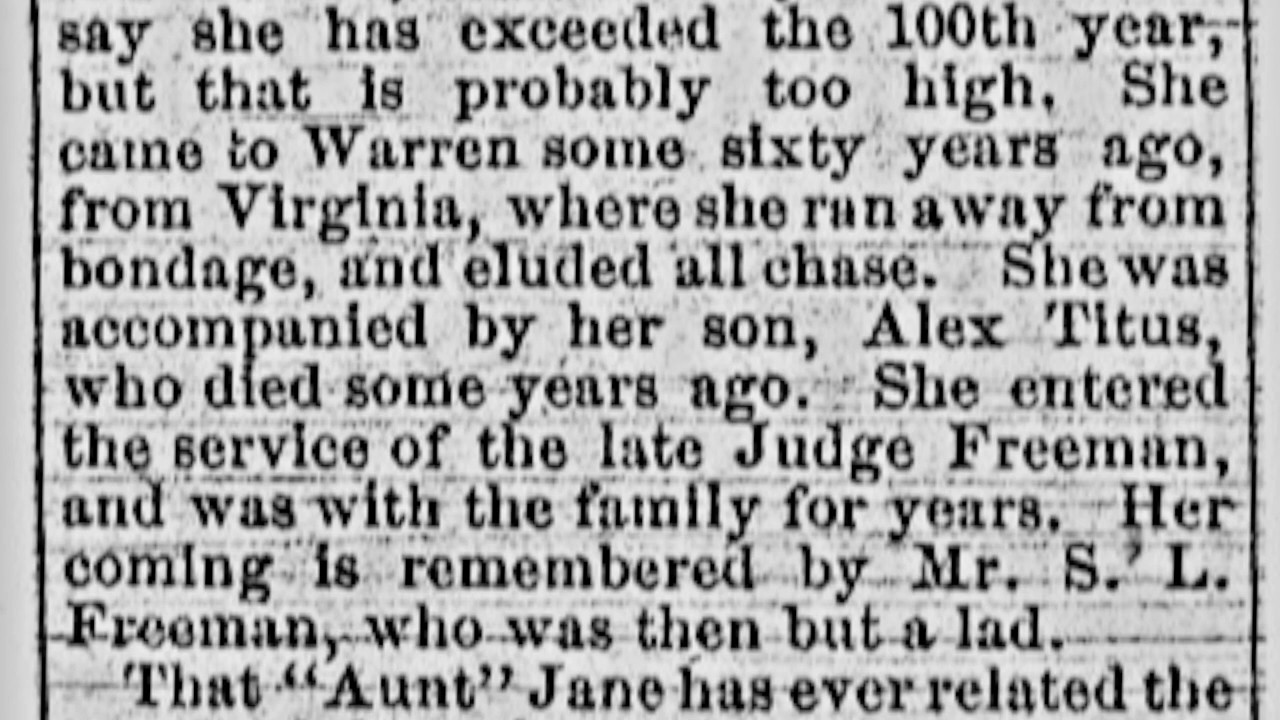 say she has exceeded the 100th year,
but that is probably too high. She
came to Warren some sixty years ago,
from Virginia, where she ran away from
bondage, and eluded all chase. She was
accompanied by her son, Alex Titus,
who died some years ago. She entered
the service of the late Judge Freeman,
and was with the family for years. Her
coming is remembered by Mr. S. L.
Freeman, who was then but a lad.
That "Aunt" Jane has ever related the